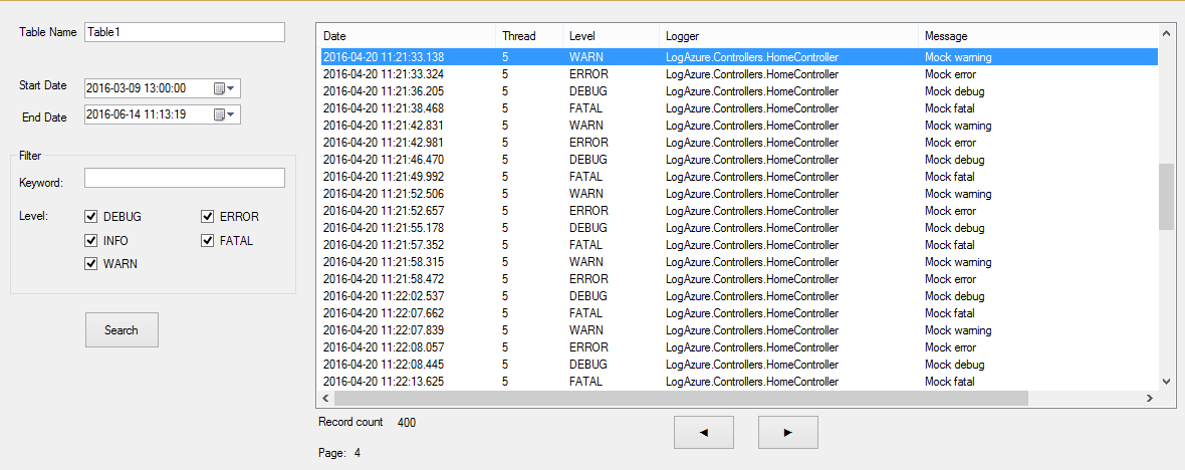 Table Name Table1
Start Date 2016-03-09 13:00:00
End Date 2016-06-14 11:13:19
Filter
Keyword:
Level: DEBUG ERROR
INFO FATAL
WARN
Search
Date Thread Level Logger Message
2016-04-20 11:21:33.138 5 WARN LogAzure.Controllers.HomeController Mock warning
2016-04-20 11:21:33.324 5 ERROR LogAzure.Controllers.HomeController Mock error
2016-04-20 11:21:36.205 5 DEBUG LogAzure.Controllers.HomeController Mock debug
2016-04-20 11:21:38.468 5 FATAL LogAzure.Controllers.HomeController Mock fatal
2016-04-20 11:21:42.831 5 WARN LogAzure.Controllers.HomeController Mock warning
2016-04-20 11:21:42.981 5 ERROR LogAzure.Controllers.HomeController Mock error
2016-04-20 11:21:46.470 5 DEBUG LogAzure.Controllers.HomeController Mock debug
2016-04-20 11:21:49.992 5 FATAL LogAzure.Controllers.HomeController Mock fatal
2016-04-20 11:21:52.506 5 WARN LogAzure.Controllers.HomeController Mock warning
2016-04-20 11:21:52.657 5 ERROR LogAzure.Controllers.HomeController Mock error
2016-04-20 11:21:55.178 5 DEBUG LogAzure.Controllers.HomeController Mock debug
2016-04-20 11:21:57.352 5 FATAL LogAzure.Controllers.HomeController Mock fatal
2016-04-20 11:21:58.315 5 WARN LogAzure.Controllers.HomeController Mock warning
2016-04-20 11:21:58.472 5 ERROR LogAzure.Controllers.HomeController Mock error
2016-04-20 11:22:02.537 5 DEBUG LogAzure.Controllers.HomeController Mock debug
2016-04-20 11:22:07.662 5 FATAL LogAzure.Controllers.HomeController Mock fatal
2016-04-20 11:22:07.839 5 WARN LogAzure.Controllers.HomeController Mock warning
2016-04-20 11:22:08.057 5 ERROR LogAzure.Controllers.HomeController Mock error
2016-04-20 11:22:08.445 5 DEBUG LogAzure.Controllers.HomeController Mock debug
2016-04-20 11:22:13.625 5 FATAL LogAzure.Controllers.HomeController Mock fatal
Record count 400
Page: 4